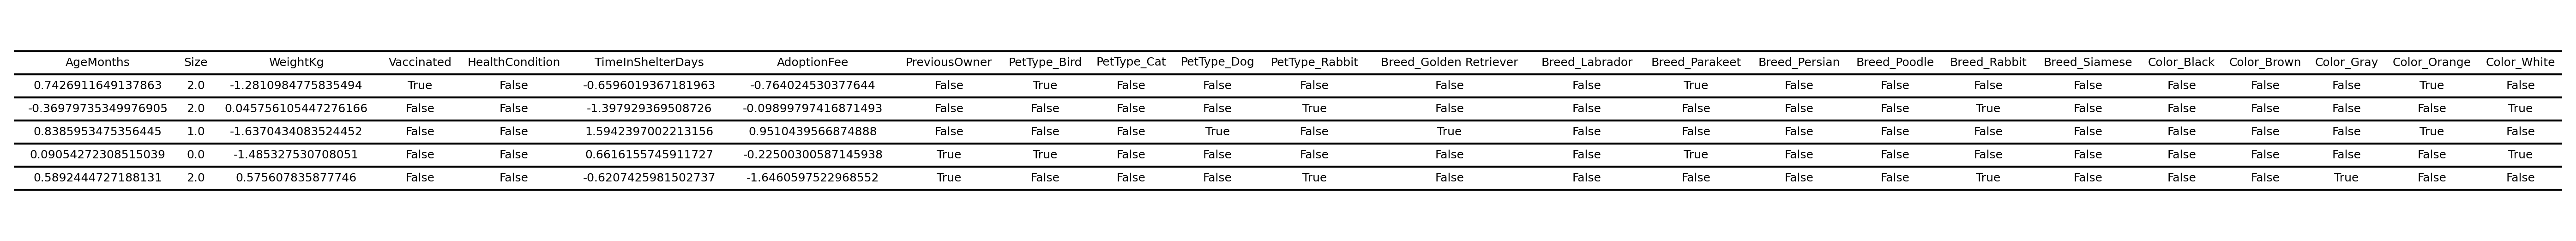 AgeMonths Size WeightKg Vaccinated HealthCondition TimeInShelterDays AdoptionFee PreviousOwner PetType_Bird PetType_Cat PetType_Dog PetType_Rabbit Breed_Golden Retriever Breed_Labrador Breed_Parakeet Breed_Persian Breed_Poodle Breed_Rabbit Breed_Siamese Color_Black Color_Brown Color_Gray Color_Orange Color_White
0.7426911649137863 2.0 -1.2810984775835494 True False -0.6596019367181963 -0.764024530377644 False True False False False False False True False False False False False False False True False
-0.369797353499769​05 2.0 0.045756105447276166 False False -1.397929369508726 -0.09899797416871493 False False False False True False False False False False True False False False False False True
0.8385953475356445 1.0 -1.6370434083524452 False False 1.5942397002213156 0.9510439566874888 False False False True False True False False False False False False False False False True False
0.09054272308515039 0.0 -1.485327530708051 False False 0.6616155745911727 -0.22500300587145938 True True False False False False False True False False False False False False False False True
0.5892444727188131 2.0 0.575607835877746 False False -0.6207425981502737 -1.6460597522968552 True False False False True False False False False False True False False False True False False